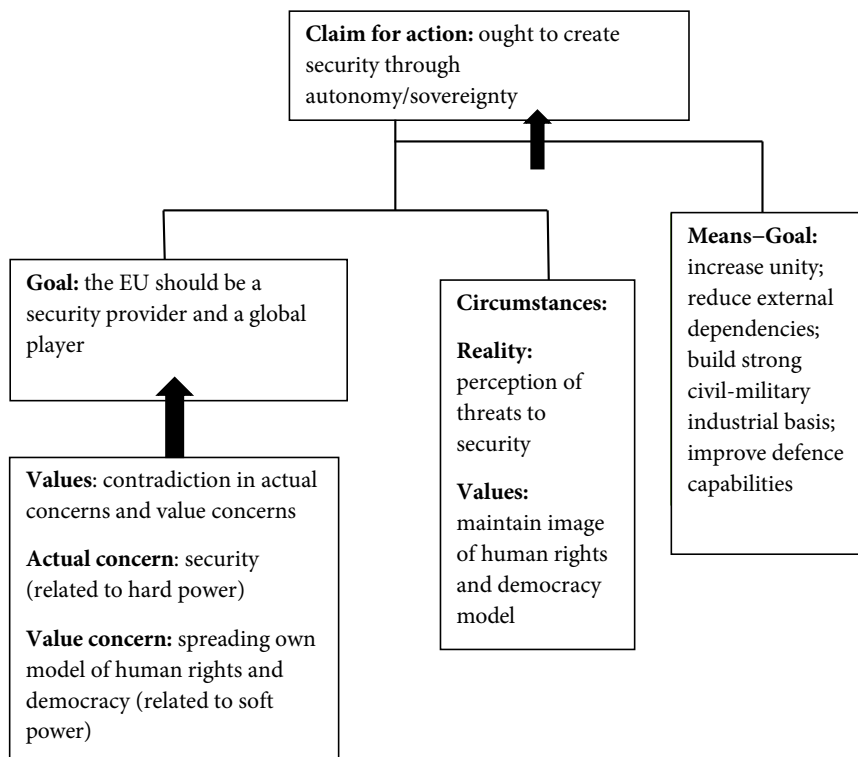 Claim for action: ought to create
security through
autonomy/sovereignty
Goal: the EU should be a
security provider and a global
player
Values: contradiction in actual
concerns and value concerns
Actual concern: security
(related to hard power)
Value concern: spreading own
model of human rights and
democracy (related to soft
power)
Circumstances:
Reality:
perception of
threats to
security
Values:
maintain image
of human rights
and democracy
model
Means–Goal:
increase unity;
reduce external
dependencies;
build strong
civil-military
industrial basis;
improve defence
capabilities